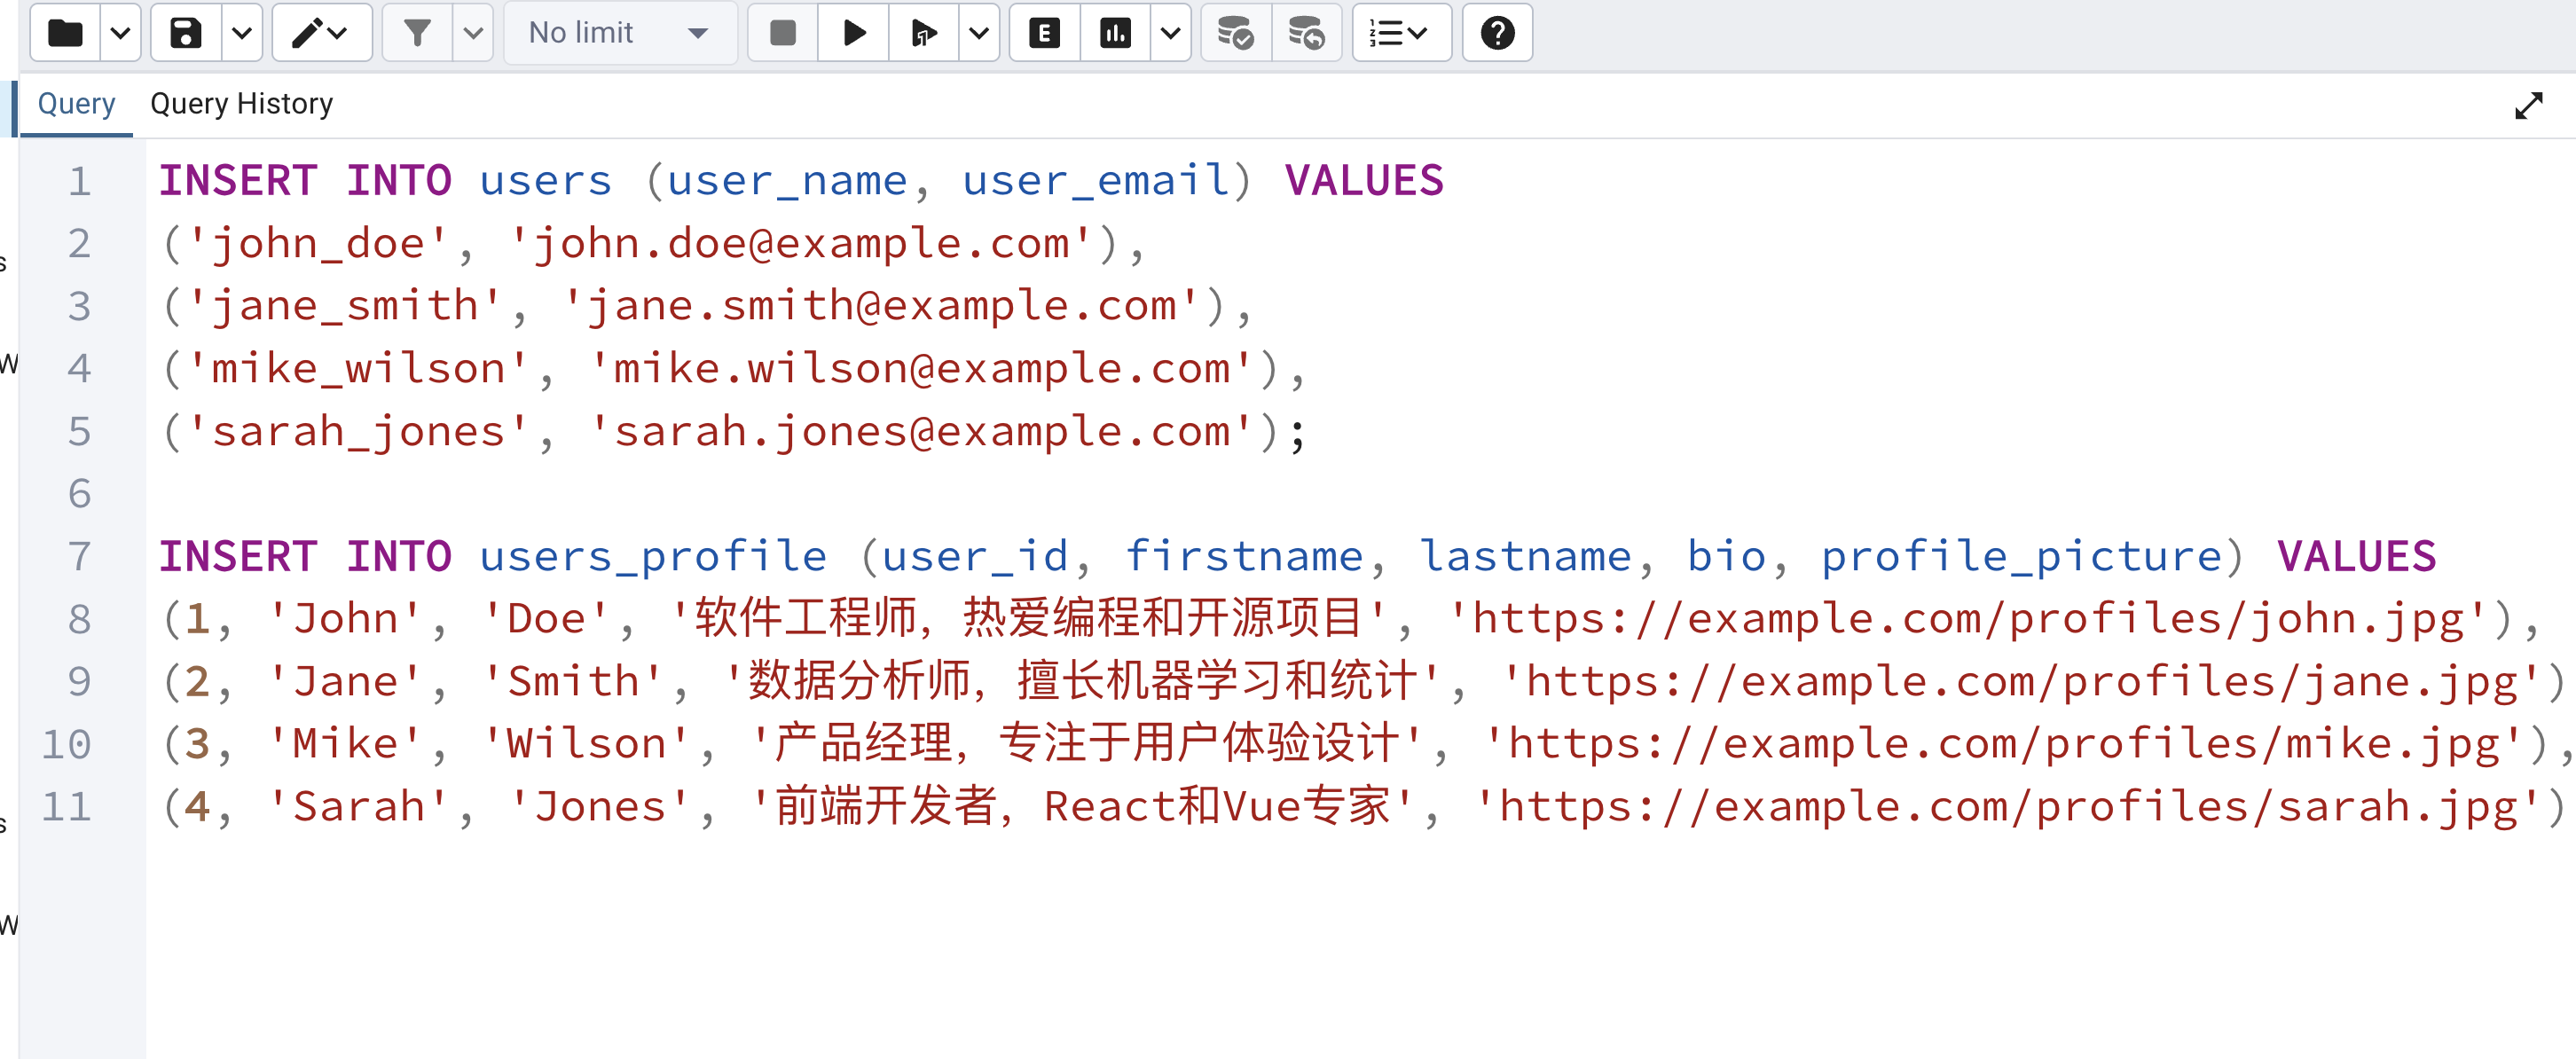 No limit
Query Query History
1 INSERT INTO users (user_name, user_email) VALUES
2 ('john_doe', 'john.doe@example.com'),
3 ('jane_smith', 'jane.smith@example.com'),
4 ('mike_wilson', 'mike.wilson@example.com'),
5 ('sarah_jones', 'sarah.jones@example.com');
6
7 INSERT INTO users_profile (user_id, firstname, lastname, bio, profile_picture) VALUES
8 (1, 'John', 'Doe', '软件工程师，热爱编程和开源项目', 'https://example.com/profiles/john.jpg'),
9 (2, 'Jane', 'Smith', '数据分析师，擅长机器学习和统计', 'https://example.com/profiles/jane.jpg')
10 (3, 'Mike', 'Wilson', '产品经理，专注于用户体验设计', 'https://example.com/profiles/mike.jpg'),
11 (4, 'Sarah', 'Jones', '前端开发者，React和Vue专家', 'https://example.com/profiles/sarah.jpg')